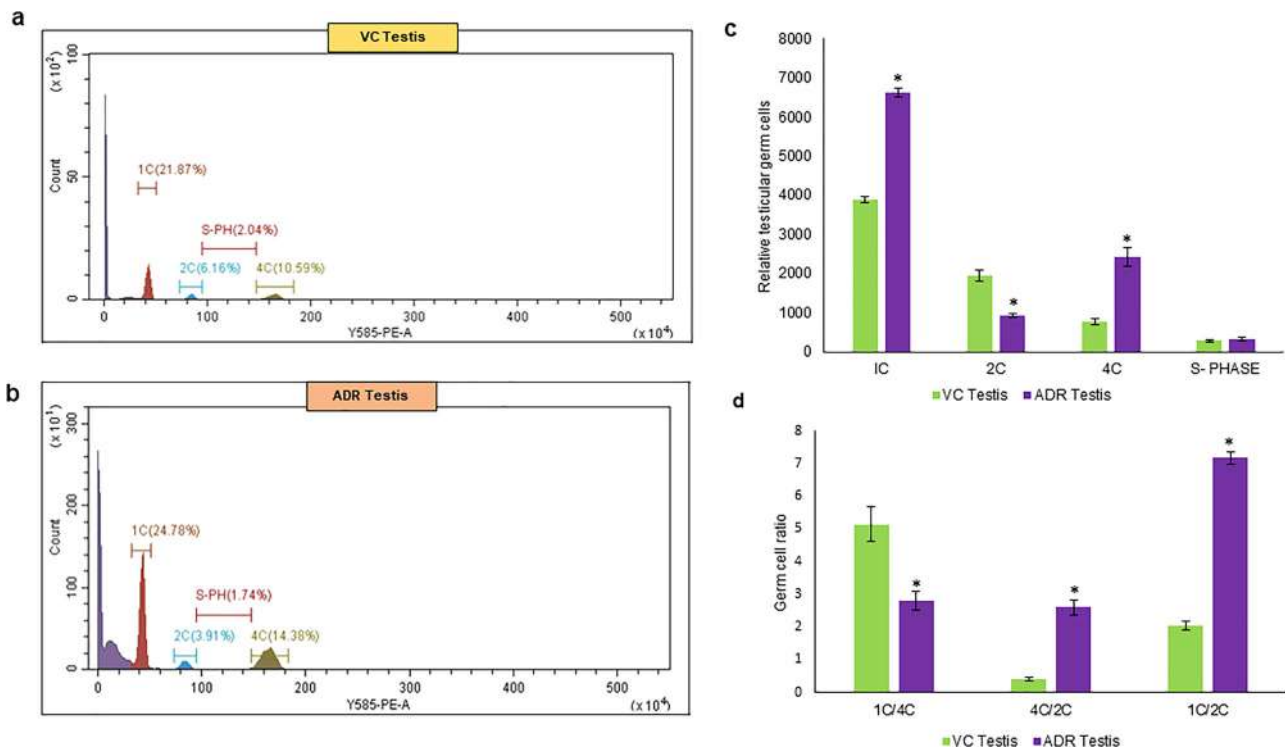 a
VC Testis
(x 10²)
100
50
0
Count
1C(21.87%)
S-PH(2.04%)
2C(6.16%)
4C(10.59%)
0 100 200 300 400 500
Y585-PE-A
(x 10⁴)
b
ADR Testis
(x 10¹)
300
200
100
0
Count
1C(24.78%)
S-PH(1.74%)
2C(3.91%)
4C(14.38%)
0 100 200 300 400 500
Y585-PE-A
(x 10⁴)
c
Relative testicular germ cells
8000
7000
6000
5000
4000
3000
2000
1000
0
*
*
*
IC 2C 4C S- PHASE
VC Testis ADR Testis
d
Germ cell ratio
8
7
6
5
4
3
2
1
0
*
*
*
1C/4C 4C/2C 1C/2C
VC Testis ADR Testis